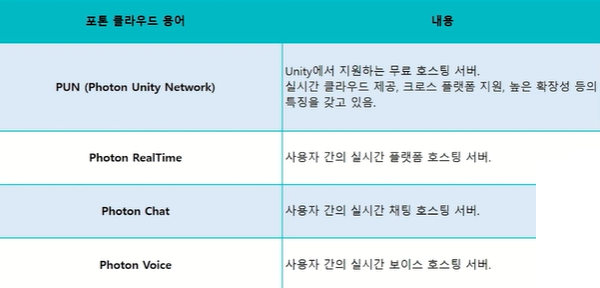 포톤 클라우드 용어
내용
PUN (Photon Unity Network)
Unity에서 지원하는 무료 호스팅 서버.
실시간 클라우드 제공, 크로스 플랫폼 지원, 높은 확장성 등의
특징을 갖고 있음.
Photon RealTime
사용자 간의 실시간 플랫폼 호스팅 서버.
Photon Chat
사용자 간의 실시간 채팅 호스팅 서버.
Photon Voice
사용자 간의 실시간 보이스 호스팅 서버.